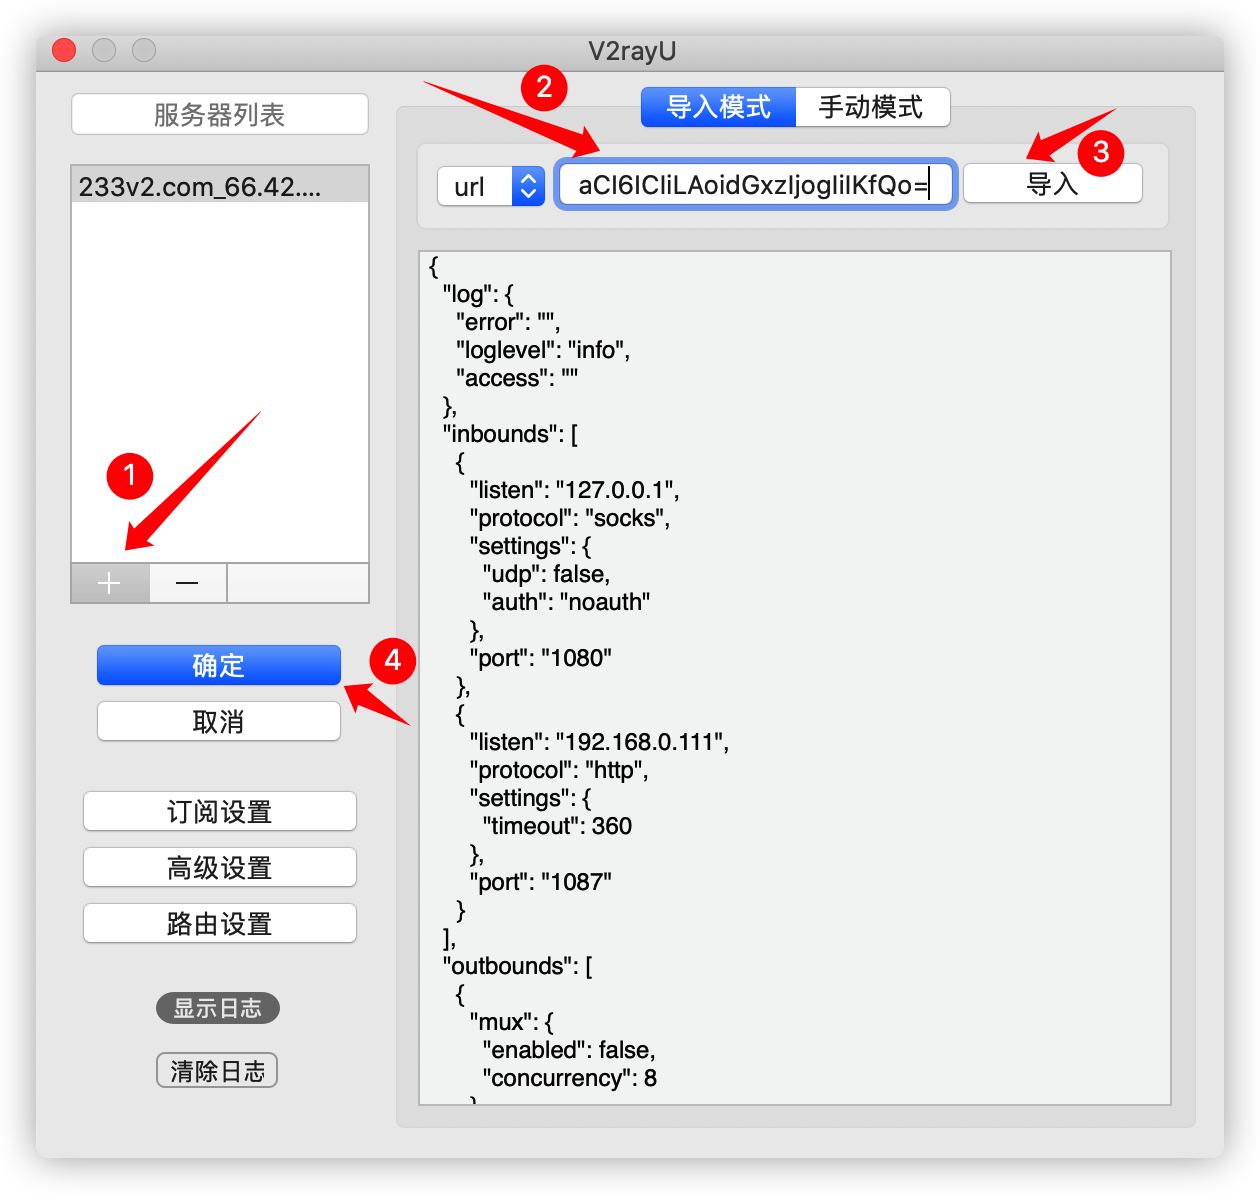 V2rayU
服务器列表
233v2.com_66.42....
1
+
—
确定
4
取消
订阅设置
高级设置
路由设置
显示日志
清除日志
2
导入模式 手动模式
3
url
aCI6ICIiLAoidGxzIjogIiIKfQo=
导入
{
"log": {
"error": "",
"loglevel": "info",
"access": ""
},
"inbounds": [
{
"listen": "127.0.0.1",
"protocol": "socks",
"settings": {
"udp": false,
"auth": "noauth"
},
"port": "1080"
},
{
"listen": "192.168.0.111",
"protocol": "http",
"settings": {
"timeout": 360
},
"port": "1087"
}
],
"outbounds": [
{
"mux": {
"enabled": false,
"concurrency": 8
}